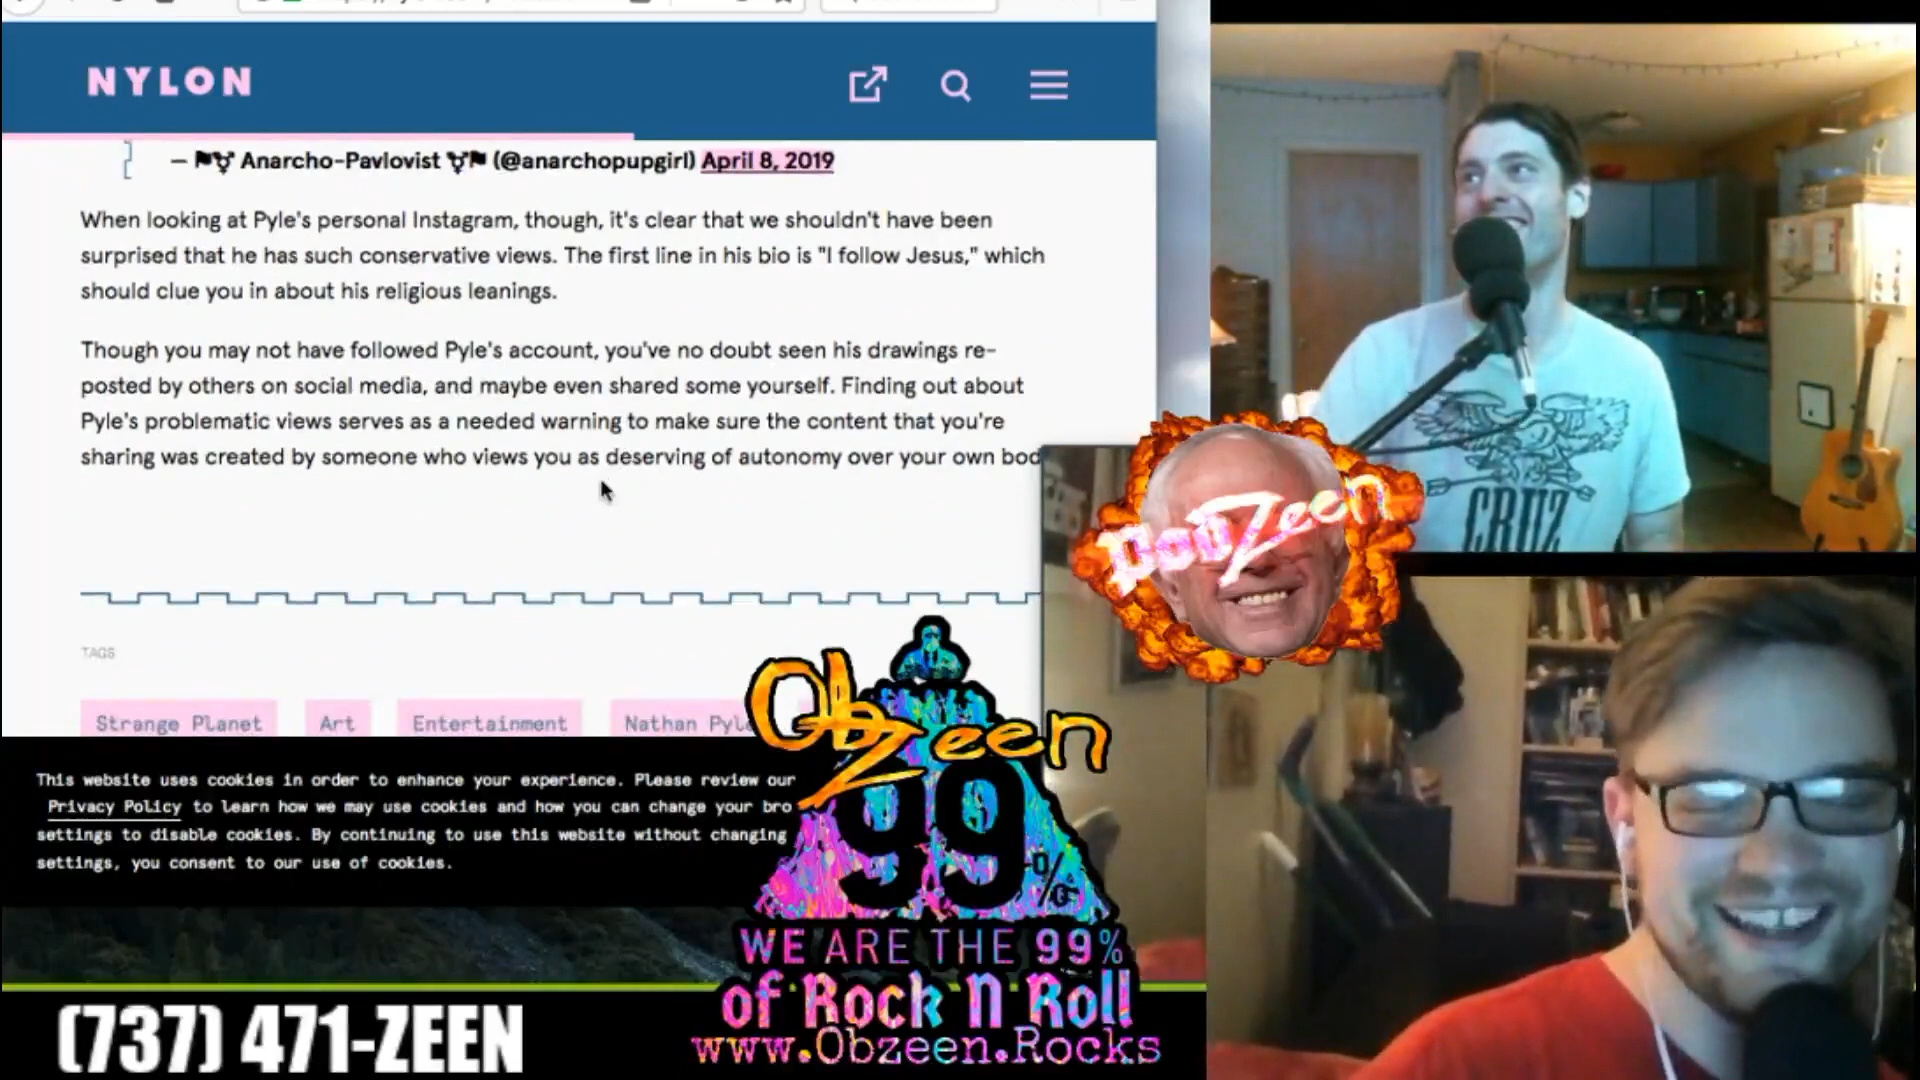 NYLON
— Anarcho-Pavlovist (@anarchopupgirl) April 8, 2019
When looking at Pyle's personal Instagram, though, it's clear that we shouldn't have been
surprised that he has such conservative views. The first line in his bio is "I follow Jesus," which
should clue you in about his religious leanings.
Though you may not have followed Pyle's account, you've no doubt seen his drawings re-
posted by others on social media, and maybe even shared some yourself. Finding out about
Pyle's problematic views serves as a needed warning to make sure the content that you're
sharing was created by someone who views you as deserving of autonomy over your own bod
TAGS
Strange Planet Art Entertainment Nathan Pyle
This website uses cookies in order to enhance your experience. Please review our
Privacy Policy to learn how we may use cookies and how you can change your bro
settings to disable cookies. By continuing to use this website without changing
settings, you consent to our use of cookies.
(737) 471-ZEEN
ObZeen
99%
WE ARE THE 99%
of Rock N Roll
www.Obzeen.Rocks
PodZeen
CRUZ